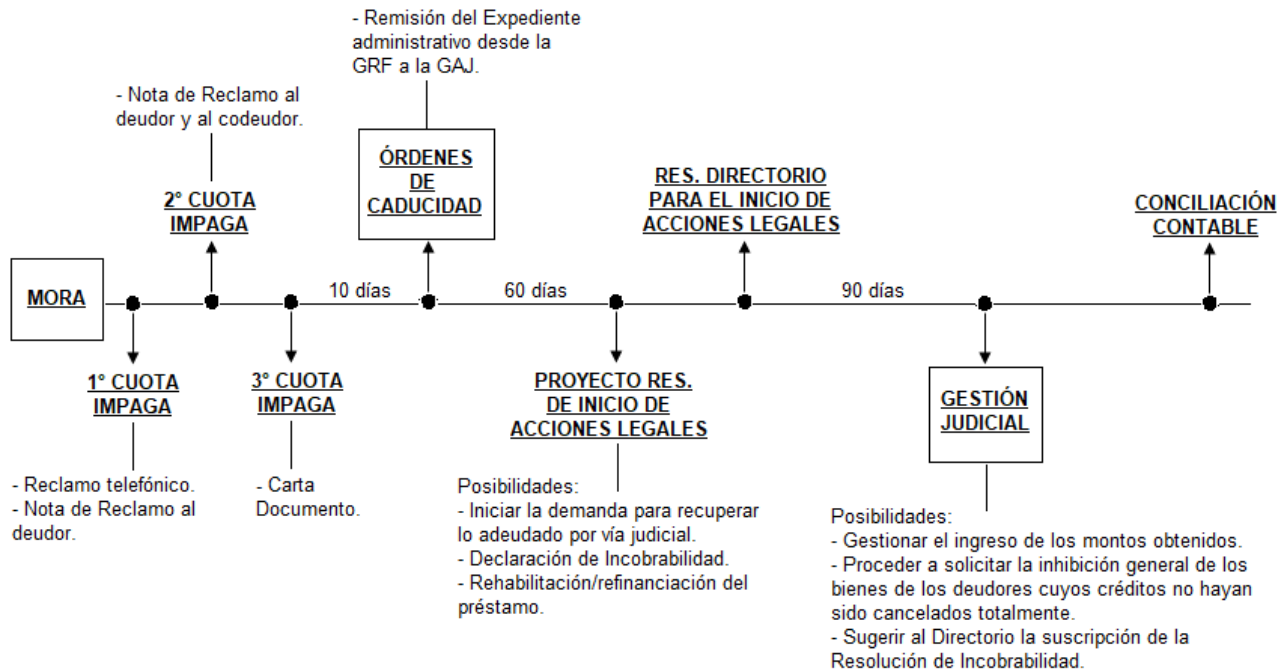 - Remisión del Expediente
administrativo desde la
GRF a la GAJ.
- Nota de Reclamo al
deudor y al codeudor.
ÓRDENES
DE
CADUCIDAD
2° CUOTA
IMPAGA
RES. DIRECTORIO
PARA EL INICIO DE
ACCIONES LEGALES
CONCILIACIÓN
CONTABLE
MORA
10 días
60 días
90 días
1° CUOTA
IMPAGA
3° CUOTA
IMPAGA
PROYECTO RES.
DE INICIO DE
ACCIONES LEGALES
GESTIÓN
JUDICIAL
- Reclamo telefónico.
- Nota de Reclamo al
deudor.
- Carta
Documento.
Posibilidades:
- Iniciar la demanda para recuperar
lo adeudado por vía judicial.
- Declaración de Incobrabilidad.
- Rehabilitación/refinanciación del
préstamo.
Posibilidades:
- Gestionar el ingreso de los montos obtenidos.
- Proceder a solicitar la inhibición general de los
bienes de los deudores cuyos créditos no hayan
sido cancelados totalmente.
- Sugerir al Directorio la suscripción de la
Resolución de Incobrabilidad.